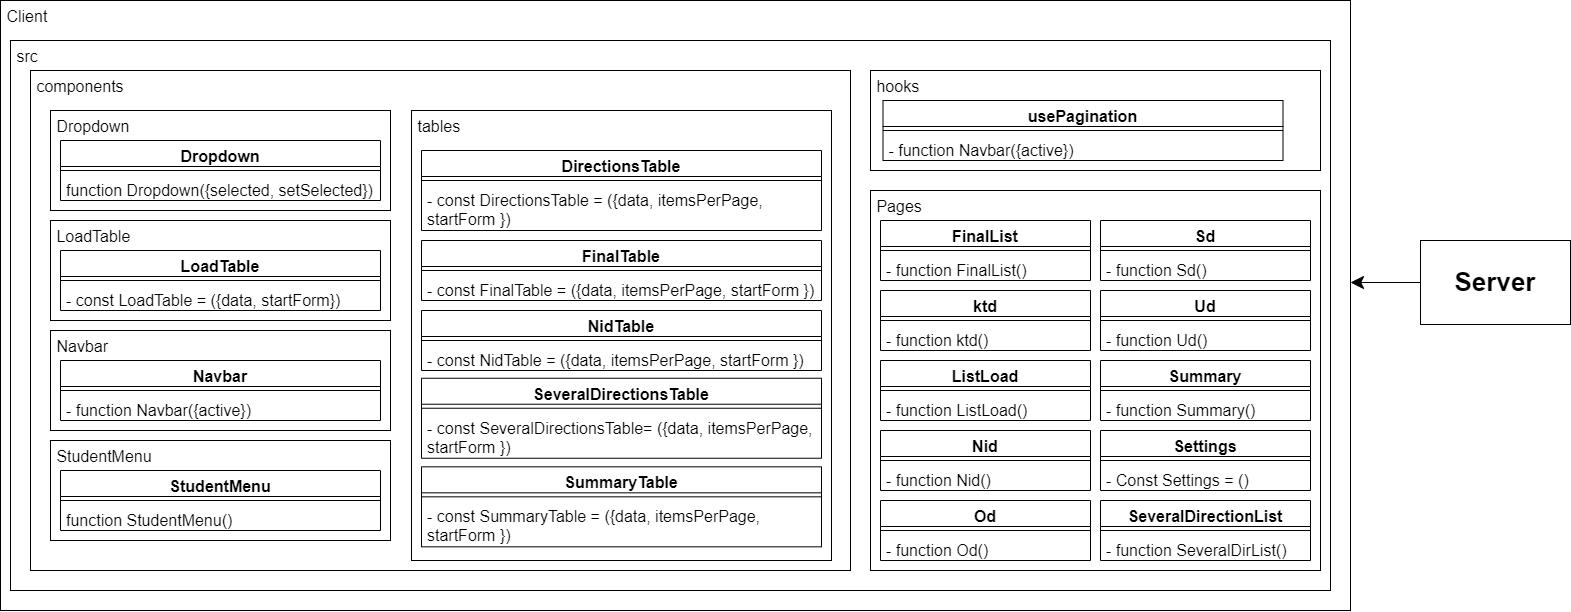 Client
src
components
Dropdown
Dropdown
function Dropdown({selected, setSelected})
LoadTable
LoadTable
- const LoadTable = ({data, startForm})
Navbar
Navbar
- function Navbar({active})
StudentMenu
StudentMenu
function StudentMenu()
tables
DirectionsTable
- const DirectionsTable = ({data, itemsPerPage,
startForm })
FinalTable
- const FinalTable = ({data, itemsPerPage, startForm })
NidTable
- const NidTable = ({data, itemsPerPage, startForm })
SeveralDirectionsTable
- const SeveralDirectionsTable= ({data, itemsPerPage,
startForm })
SummaryTable
- const SummaryTable = ({data, itemsPerPage,
startForm })
hooks
usePagination
- function Navbar({active})
Pages
FinalList
- function FinalList()
Sd
- function Sd()
ktd
- function ktd()
Ud
- function Ud()
ListLoad
- function ListLoad()
Summary
- function Summary()
Nid
- function Nid()
Settings
- Const Settings = ()
Od
- function Od()
SeveralDirectionList
- function SeveralDirList()
Server